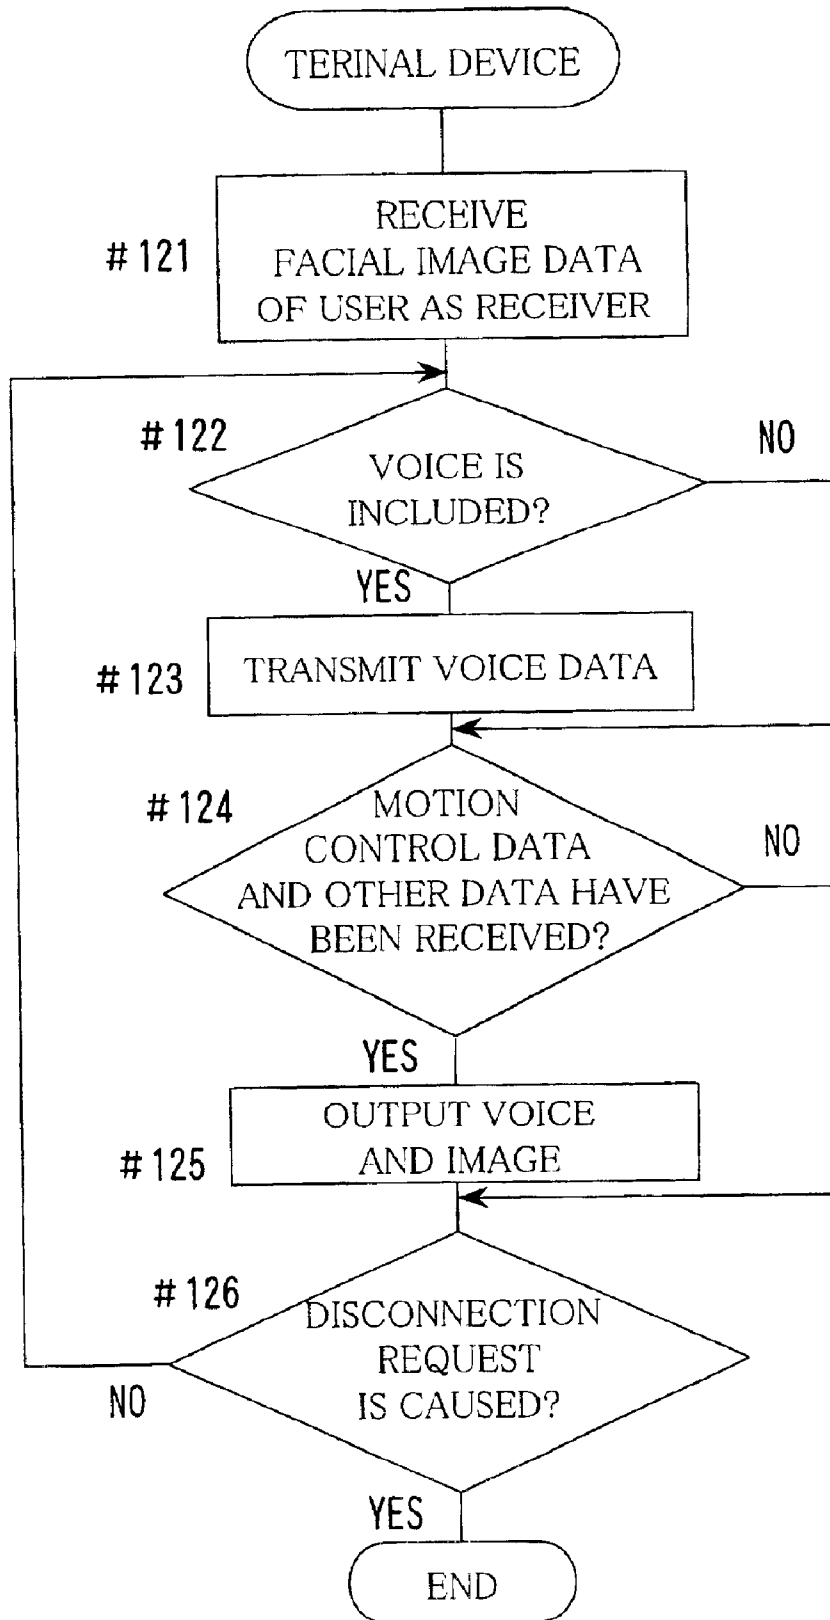 TERINAL DEVICE
RECEIVE
FACIAL IMAGE DATA
OF USER AS RECEIVER
#121
#122
VOICE IS
INCLUDED?
NO
YES
TRANSMIT VOICE DATA
#123
#124
MOTION
CONTROL DATA
AND OTHER DATA HAVE
BEEN RECEIVED?
NO
YES
OUTPUT VOICE
AND IMAGE
#125
#126
DISCONNECTION
REQUEST
IS CAUSED?
NO
YES
END